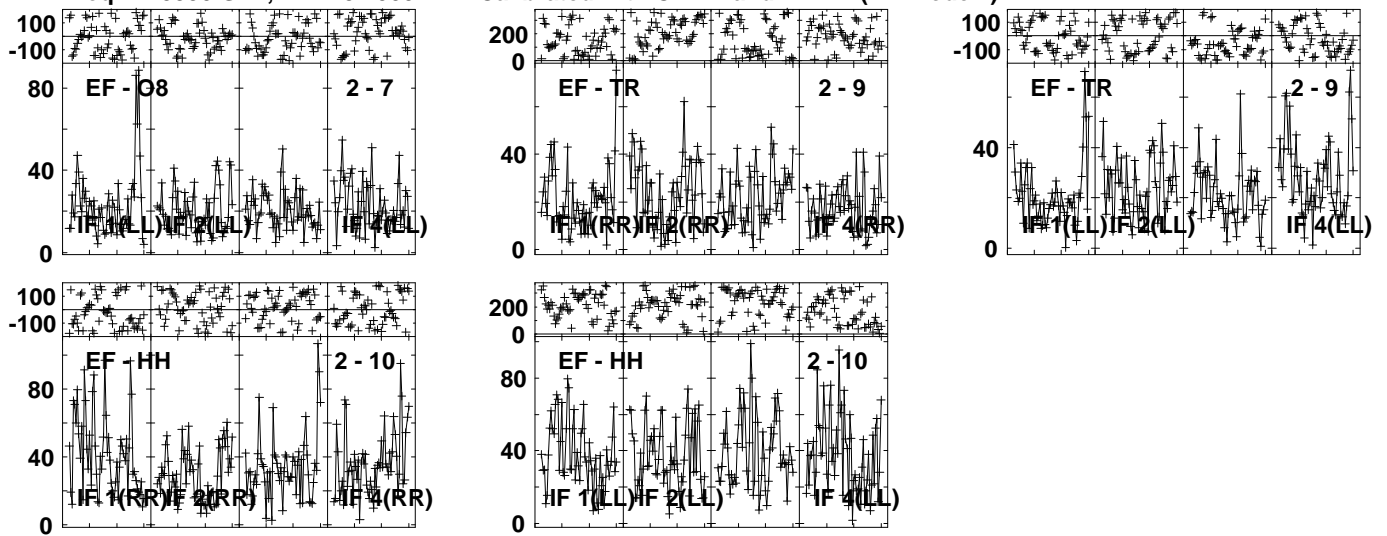 100
-100
EF - O8
2 - 7
80
40
0
IF 1(LL)
IF 2(LL)
IF 4(LL)
200
0
EF - TR
2 - 9
40
0
IF 1(RR)
IF 2(RR)
IF 4(RR)
100
-100
EF - TR
2 - 9
40
0
IF 1(LL)
IF 2(LL)
IF 4(LL)
100
-100
EF - HH
2 - 10
80
40
0
IF 1(RR)
IF 2(RR)
IF 4(RR)
200
0
EF - HH
2 - 10
80
40
0
IF 1(LL)
IF 2(LL)
IF 4(LL)